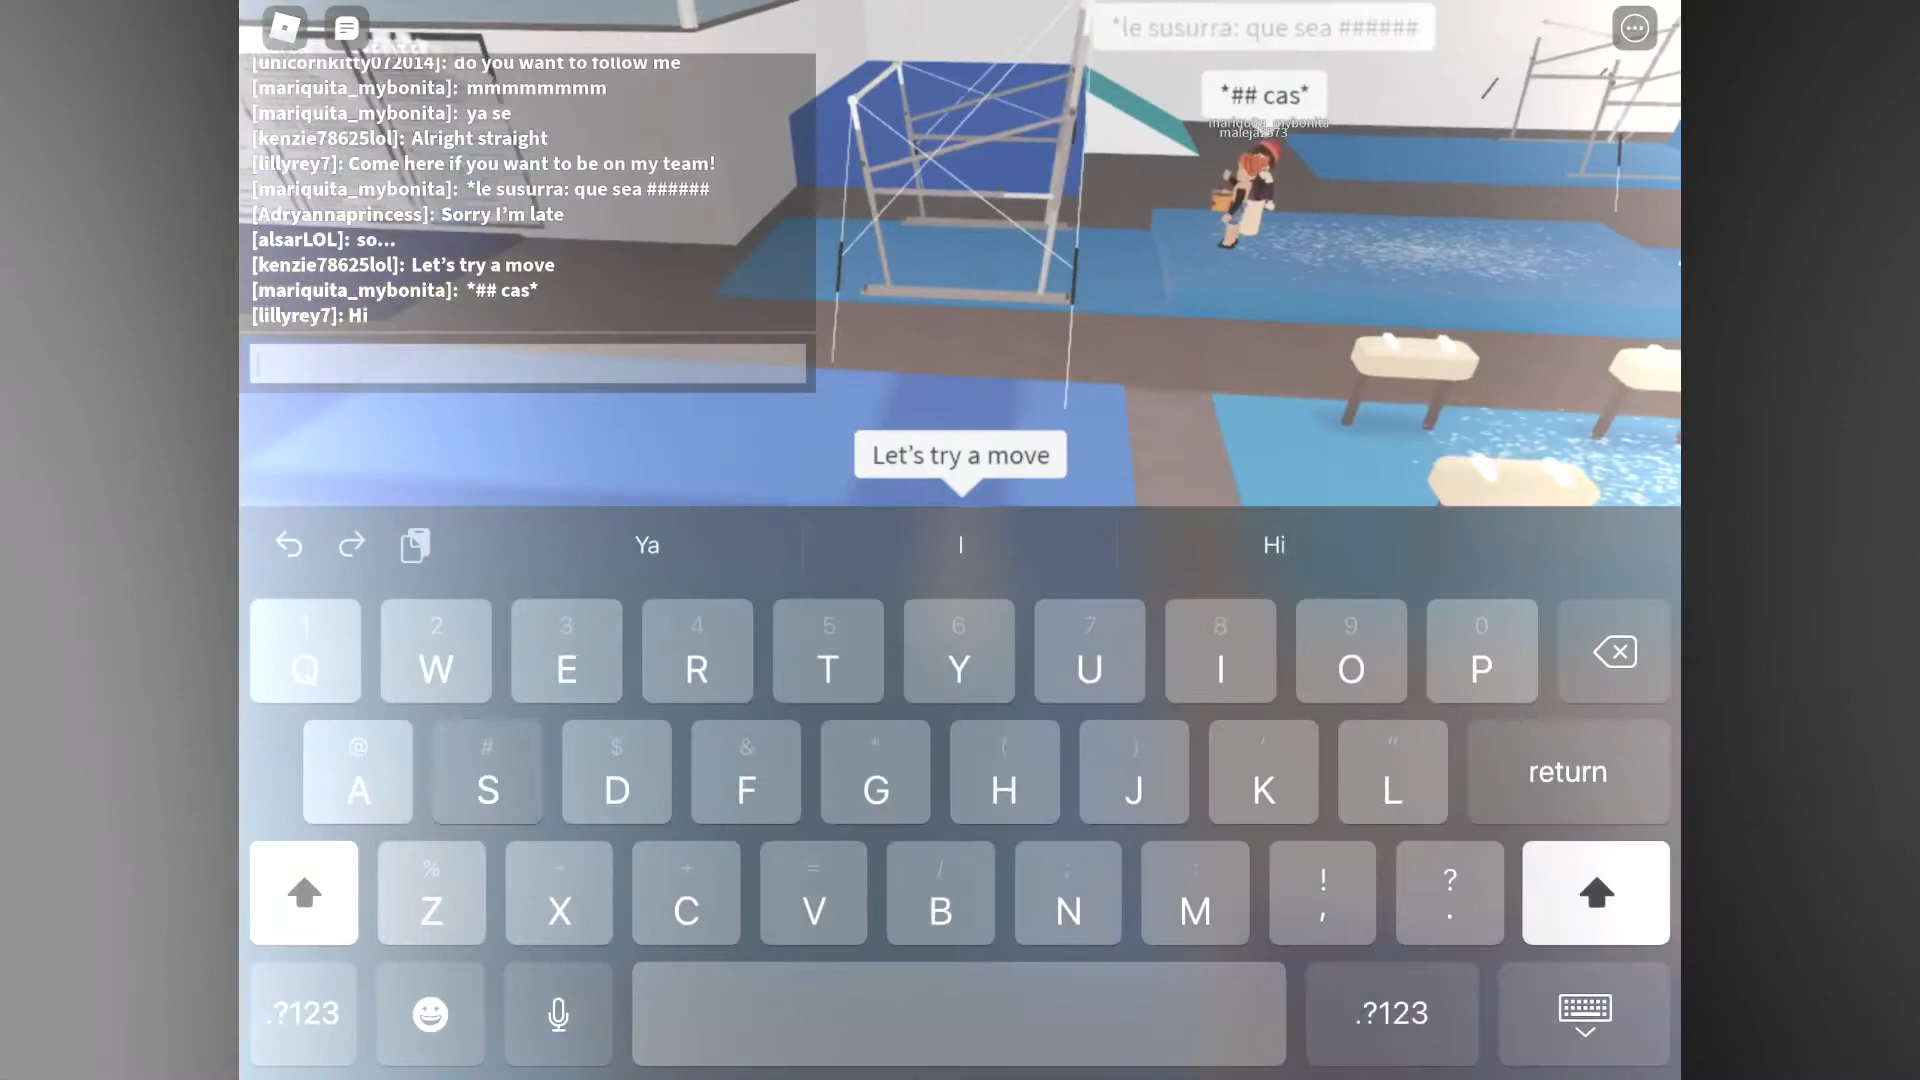 [unicornkitty072014]: do you want to follow me
[mariquita_mybonita]: mmmmmmmm
[mariquita_mybonita]: ya se
[kenzie78625lol]: Alright straight
[lillyrey7]: Come here if you want to be on my team!
[mariquita_mybonita]: *le susurra: que sea ######
[Adryannaprincess]: Sorry I'm late
[alsarLOL]: so...
[kenzie78625lol]: Let's try a move
[mariquita_mybonita]: *## cas*
[lillyrey7]: Hi
*le susurra: que sea ######
*## cas*
mariquita_mybonita
maleja2373
Let's try a move
Ya I Hi
1 2 3 4 5 6 7 8 9 0
Q W E R T Y U I O P
@ # $ & * ( ) ' "
A S D F G H J K L return
% - + = / ; : ! ?
Z X C V B N M , .
.?123 .?123